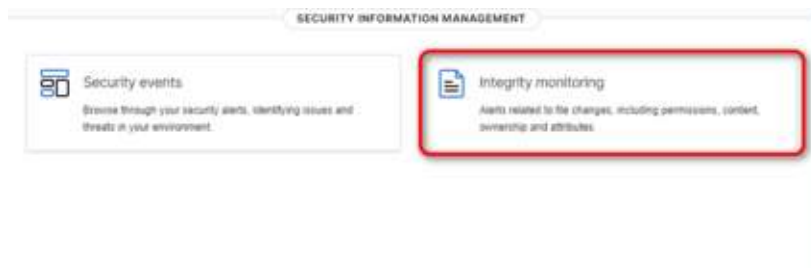 SECURITY INFORMATION MANAGEMENT
Security events
Browse through your security alerts, identifying issues and
threats in your environment.
Integrity monitoring
Alerts related to file changes, including permissions, content,
ownership and attributes.